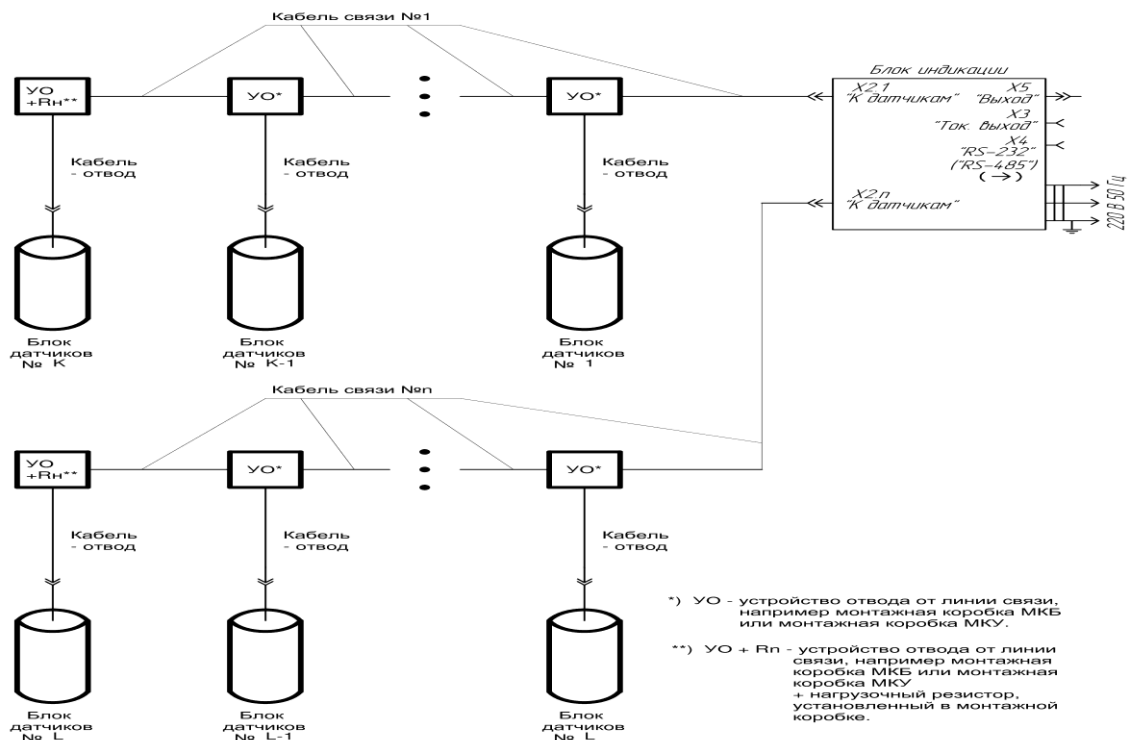 Кабель связи №1
УО
+Rн**
УО*
УО*
Кабель
- отвод
Кабель
- отвод
Кабель
- отвод
Блок
датчиков
№ K
Блок
датчиков
№ K-1
Блок
датчиков
№ 1
Блок индикации
X2.1
"К датчикам"
X5
"Выход"
X3
"Ток. выход"
X4
"RS-232"
("RS-485")
(→)
X2.n
"К датчикам"
220 В 50 Гц
Кабель связи №n
УО
+Rн**
УО*
УО*
Кабель
- отвод
Кабель
- отвод
Кабель
- отвод
Блок
датчиков
№ L
Блок
датчиков
№ L-1
Блок
датчиков
№ L
*) УО - устройство отвода от линии связи,
например монтажная коробка МКБ
или монтажная коробка МКУ.
**) УО + Rn - устройство отвода от линии
связи, например монтажная
коробка МКБ или монтажная
коробка МКУ
+ нагрузочный резистор,
установленный в монтажной
коробке.